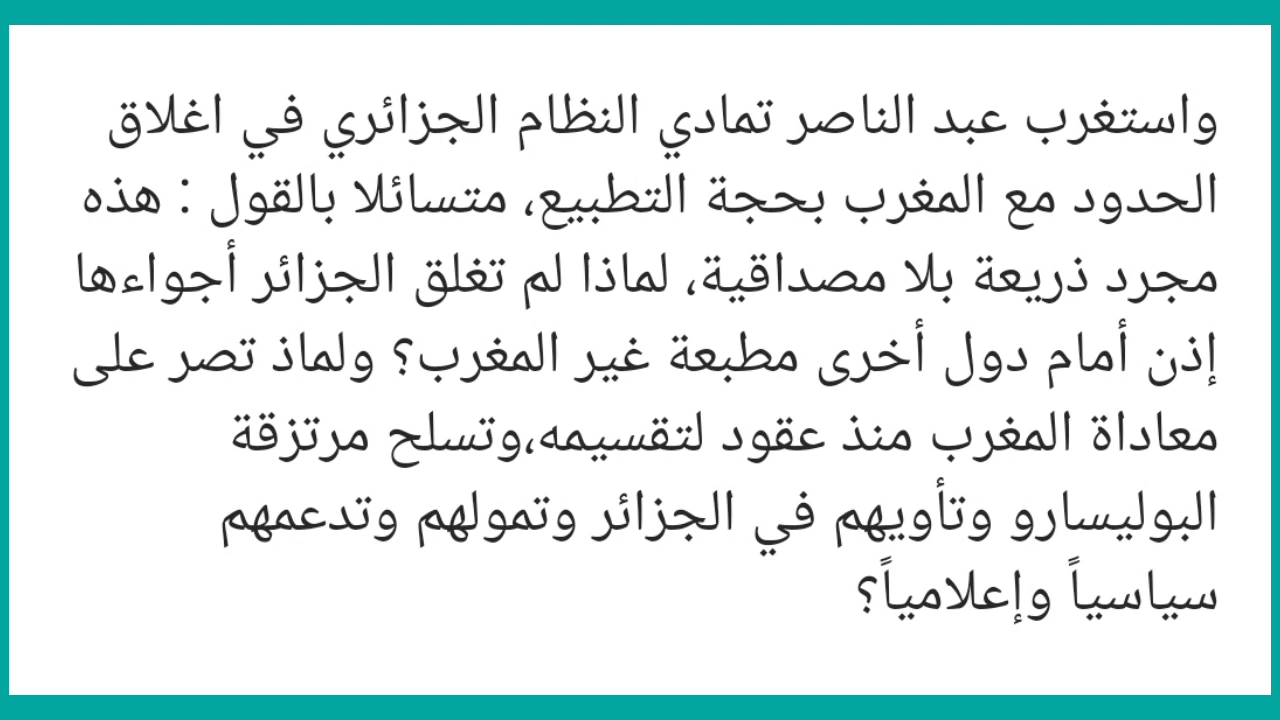 واستغرب عبد الناصر تمادي النظام الجزائري في اغلاق
الحدود مع المغرب بحجة التطبيع، متسائلا بالقول : هذه
مجرد ذريعة بلا مصداقية، لماذا لم تغلق الجزائر أجواءها
إذن أمام دول أخرى مطبعة غير المغرب؟ ولماذ تصر على
معاداة المغرب منذ عقود لتقسيمه،وتسلح مرتزقة
البوليسارو وتأويهم في الجزائر وتمولهم وتدعمهم
سياسياً وإعلامياً؟